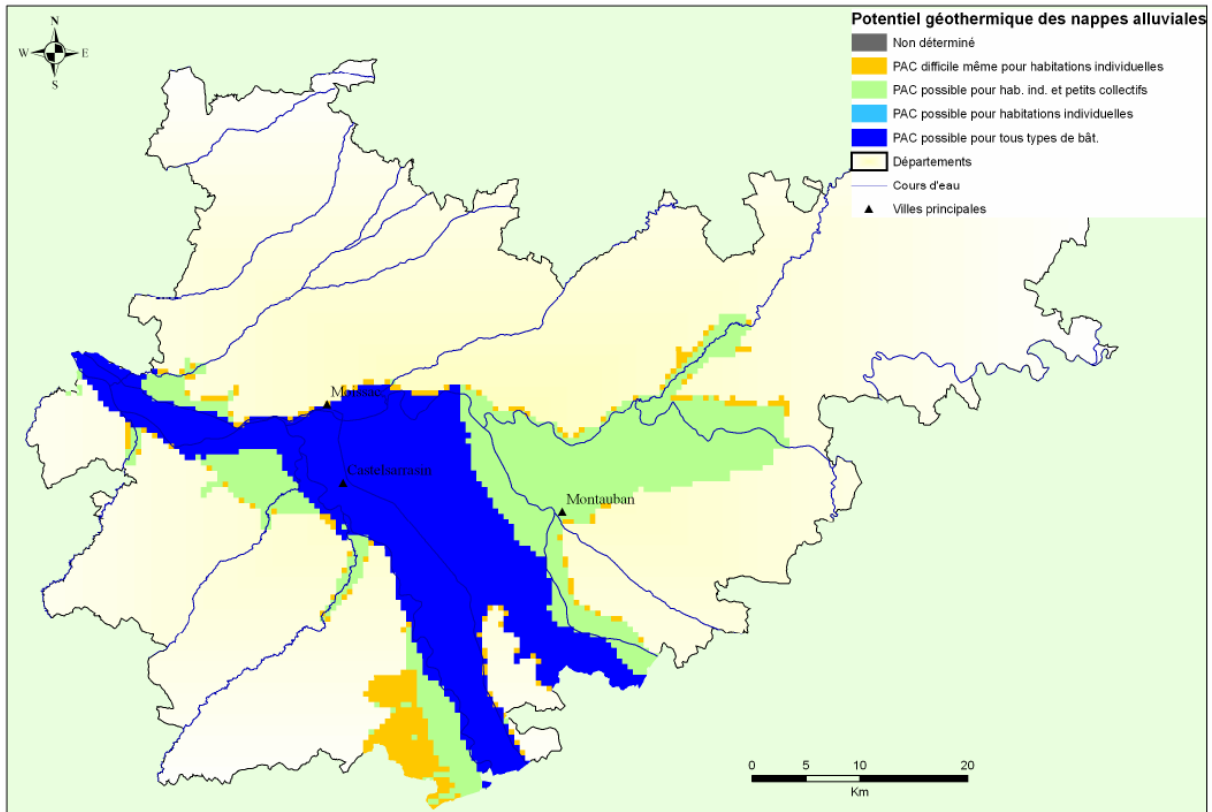 N
W E
S
Potentiel géothermique des nappes alluviales
Non déterminé
PAC difficile même pour habitations individuelles
PAC possible pour hab. ind. et petits collectifs
PAC possible pour habitations individuelles
PAC possible pour tous types de bât.
Départements
Cours d'eau
Villes principales
Moissac
Castelsarrasin
Montauban
0 5 10 20
Km